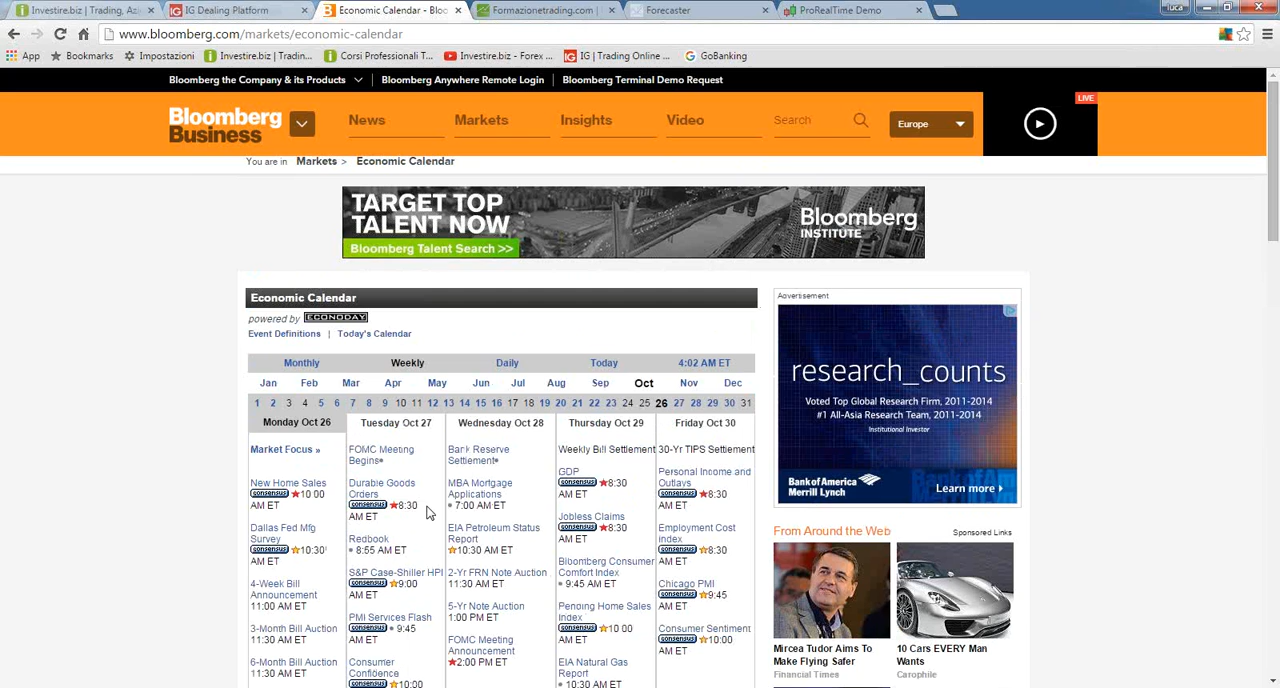 Investire.biz | Trading, Azi
IG Dealing Platform
Economic Calendar - Bloo
Formazionetrading.com |
Forecaster
ProRealTime Demo
luca
www.bloomberg.com/markets/economic-calendar
App
Bookmarks
Impostazioni
Investire.biz | Tradin...
Corsi Professionali T...
Investire.biz - Forex ...
IG | Trading Online ...
GoBanking
Bloomberg the Company & its Products
Bloomberg Anywhere Remote Login
Bloomberg Terminal Demo Request
Bloomberg
Business
News
Markets
Insights
Video
Search
Europe
LIVE
You are in
Markets >
Economic Calendar
TARGET TOP
TALENT NOW
Bloomberg Talent Search >>
Bloomberg
INSTITUTE
Economic Calendar
powered by ECONODAY
Event Definitions | Today's Calendar
Monthly Weekly Daily Today 4:02 AM ET
Jan Feb Mar Apr May Jun Jul Aug Sep Oct Nov Dec
1 2 3 4 5 6 7 8 9 10 11 12 13 14 15 16 17 18 19 20 21 22 23 24 25 26 27 28 29 30 31
Monday Oct 26
Market Focus »
New Home Sales
consensus ★10:00
AM ET
Dallas Fed Mfg
Survey
consensus ☆10:30
AM ET
4-Week Bill
Announcement
11:00 AM ET
3-Month Bill Auction
11:30 AM ET
6-Month Bill Auction
11:30 AM ET
Tuesday Oct 27
FOMC Meeting
Begins
Durable Goods
Orders
consensus ★8:30
AM ET
Redbook
8:55 AM ET
S&P Case-Shiller HPI
consensus ☆9:00
AM ET
PMI Services Flash
consensus 9:45
AM ET
Consumer
Confidence
consensus ☆10:00
Wednesday Oct 28
Bank Reserve
Settlement
MBA Mortgage
Applications
7:00 AM ET
EIA Petroleum Status
Report
☆10:30 AM ET
2-Yr FRN Note Auction
11:30 AM ET
5-Yr Note Auction
1:00 PM ET
FOMC Meeting
Announcement
★2:00 PM ET
Thursday Oct 29
Weekly Bill Settlement
GDP
consensus ★8:30
AM ET
Jobless Claims
consensus ★8:30
AM ET
Bloomberg Consumer
Comfort Index
9:45 AM ET
Pending Home Sales
Index
consensus ☆10:00
AM ET
EIA Natural Gas
Report
10:30 AM ET
Friday Oct 30
30-Yr TIPS Settlement
Personal Income and
Outlays
consensus ★8:30
AM ET
Employment Cost
Index
consensus ☆8:30
AM ET
Chicago PMI
consensus ☆9:45
AM ET
Consumer Sentiment
consensus ☆10:00
AM ET
Advertisement
research_counts
Voted Top Global Research Firm, 2011-2014
#1 All-Asia Research Team, 2011-2014
Institutional Investor
Bank of America
Merrill Lynch
Learn more
From Around the Web
Sponsored Links
Mircea Tudor Aims To
Make Flying Safer
Financial Times
10 Cars EVERY Man
Wants
Carophile